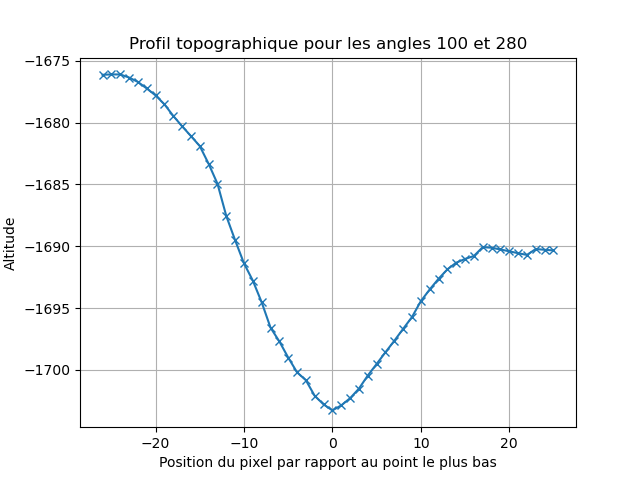 Profil topographique pour les angles 100 et 280
−1675
−1680
−1685
−1690
−1695
−1700
Altitude
−20 −10 0 10 20
Position du pixel par rapport au point le plus bas